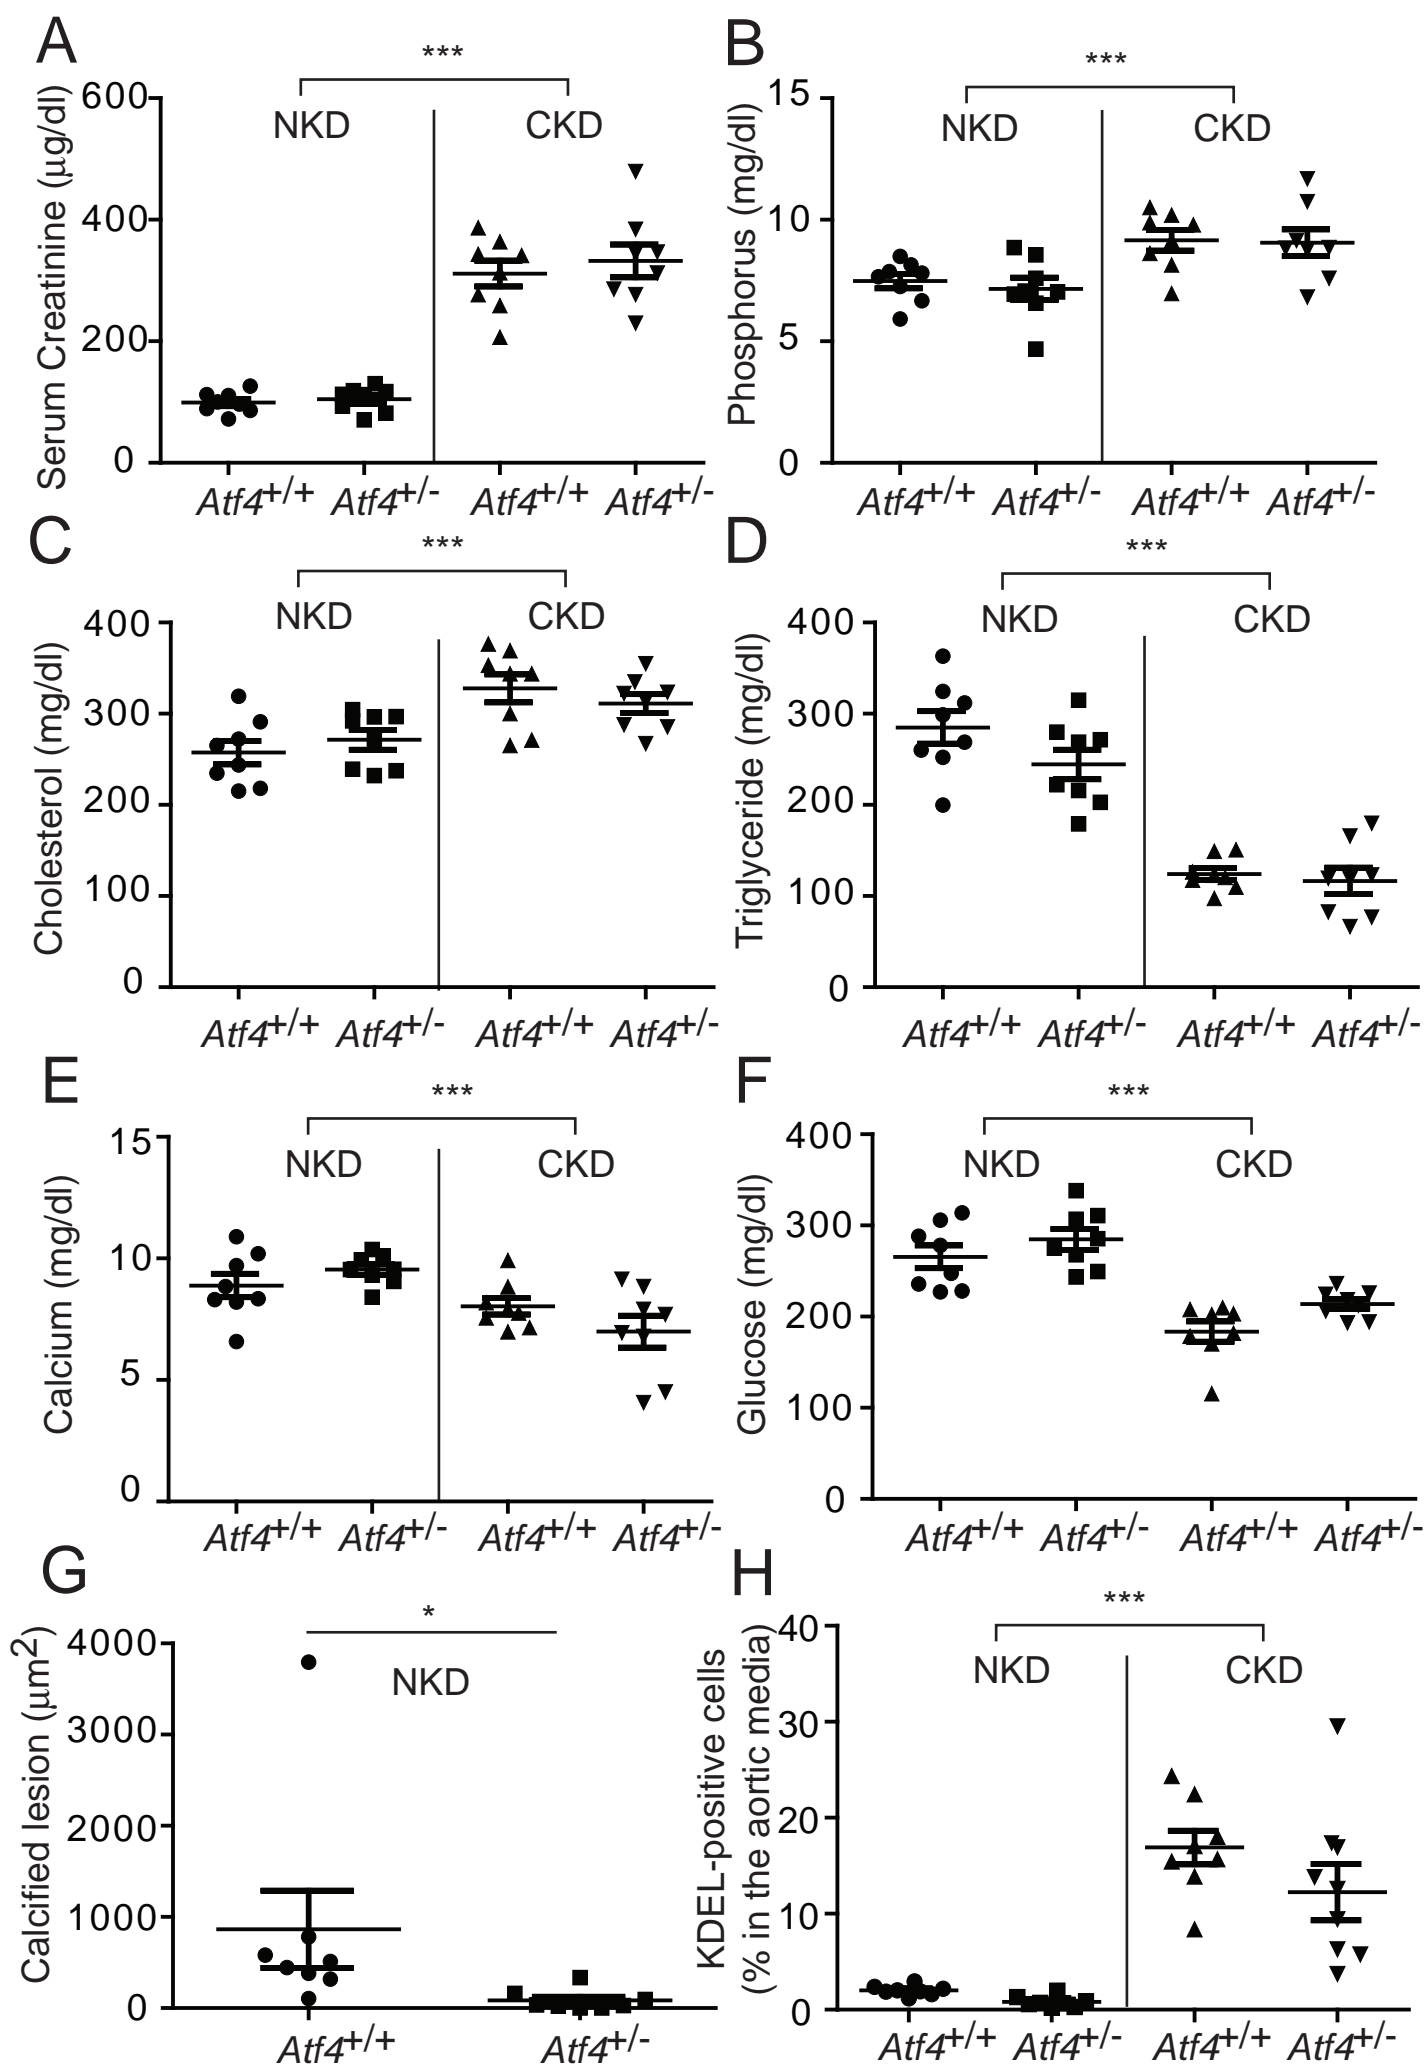 A
***
NKD CKD
Serum Creatinine (μg/dl)
600
400
200
0
Atf4+/+ Atf4+/- Atf4+/+ Atf4+/-
B
***
NKD CKD
Phosphorus (mg/dl)
15
10
5
0
Atf4+/+ Atf4+/- Atf4+/+ Atf4+/-
C
***
NKD CKD
Cholesterol (mg/dl)
400
300
200
100
0
Atf4+/+ Atf4+/- Atf4+/+ Atf4+/-
D
***
NKD CKD
Triglyceride (mg/dl)
400
300
200
100
0
Atf4+/+ Atf4+/- Atf4+/+ Atf4+/-
E
***
NKD CKD
Calcium (mg/dl)
15
10
5
0
Atf4+/+ Atf4+/- Atf4+/+ Atf4+/-
F
***
NKD CKD
Glucose (mg/dl)
400
300
200
100
0
Atf4+/+ Atf4+/- Atf4+/+ Atf4+/-
G
*
NKD
Calcified lesion (μm2)
4000
3000
2000
1000
0
Atf4+/+ Atf4+/-
H
***
NKD CKD
KDEL-positive cells
(% in the aortic media)
40
30
20
10
0
Atf4+/+ Atf4+/- Atf4+/+ Atf4+/-